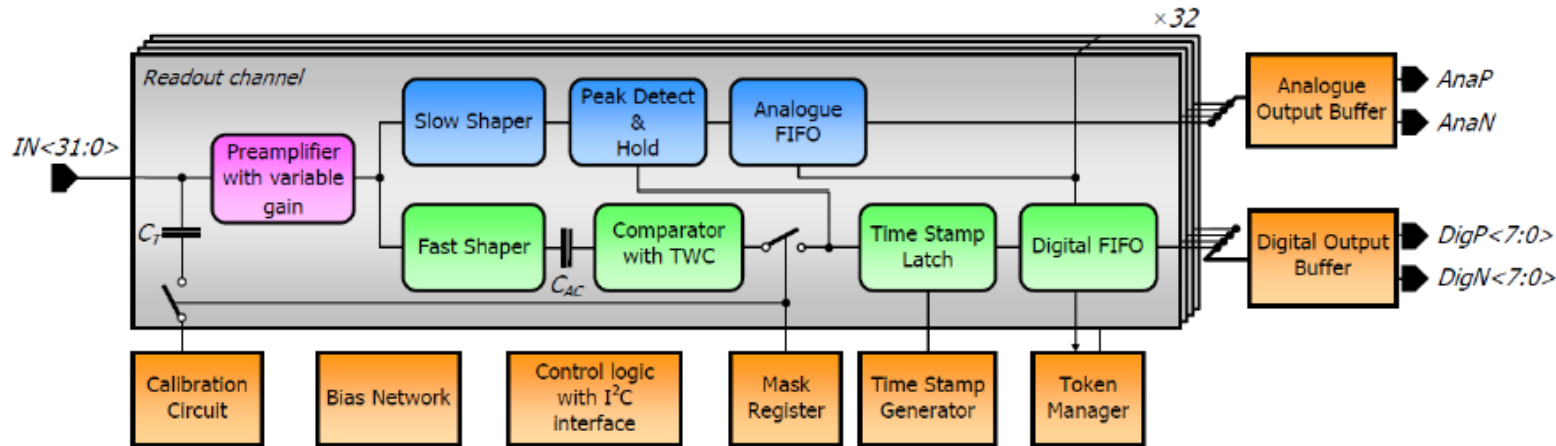 ×32
Readout channel
IN<31:0>
Preamplifier
with variable
gain
C_T
Slow Shaper
Peak Detect
&
Hold
Analogue
FIFO
Fast Shaper
C_AC
Comparator
with TWC
Time Stamp
Latch
Digital FIFO
Analogue
Output Buffer
AnaP
AnaN
Digital Output
Buffer
DigP<7:0>
DigN<7:0>
Calibration
Circuit
Bias Network
Control logic
with I²C
interface
Mask
Register
Time Stamp
Generator
Token
Manager